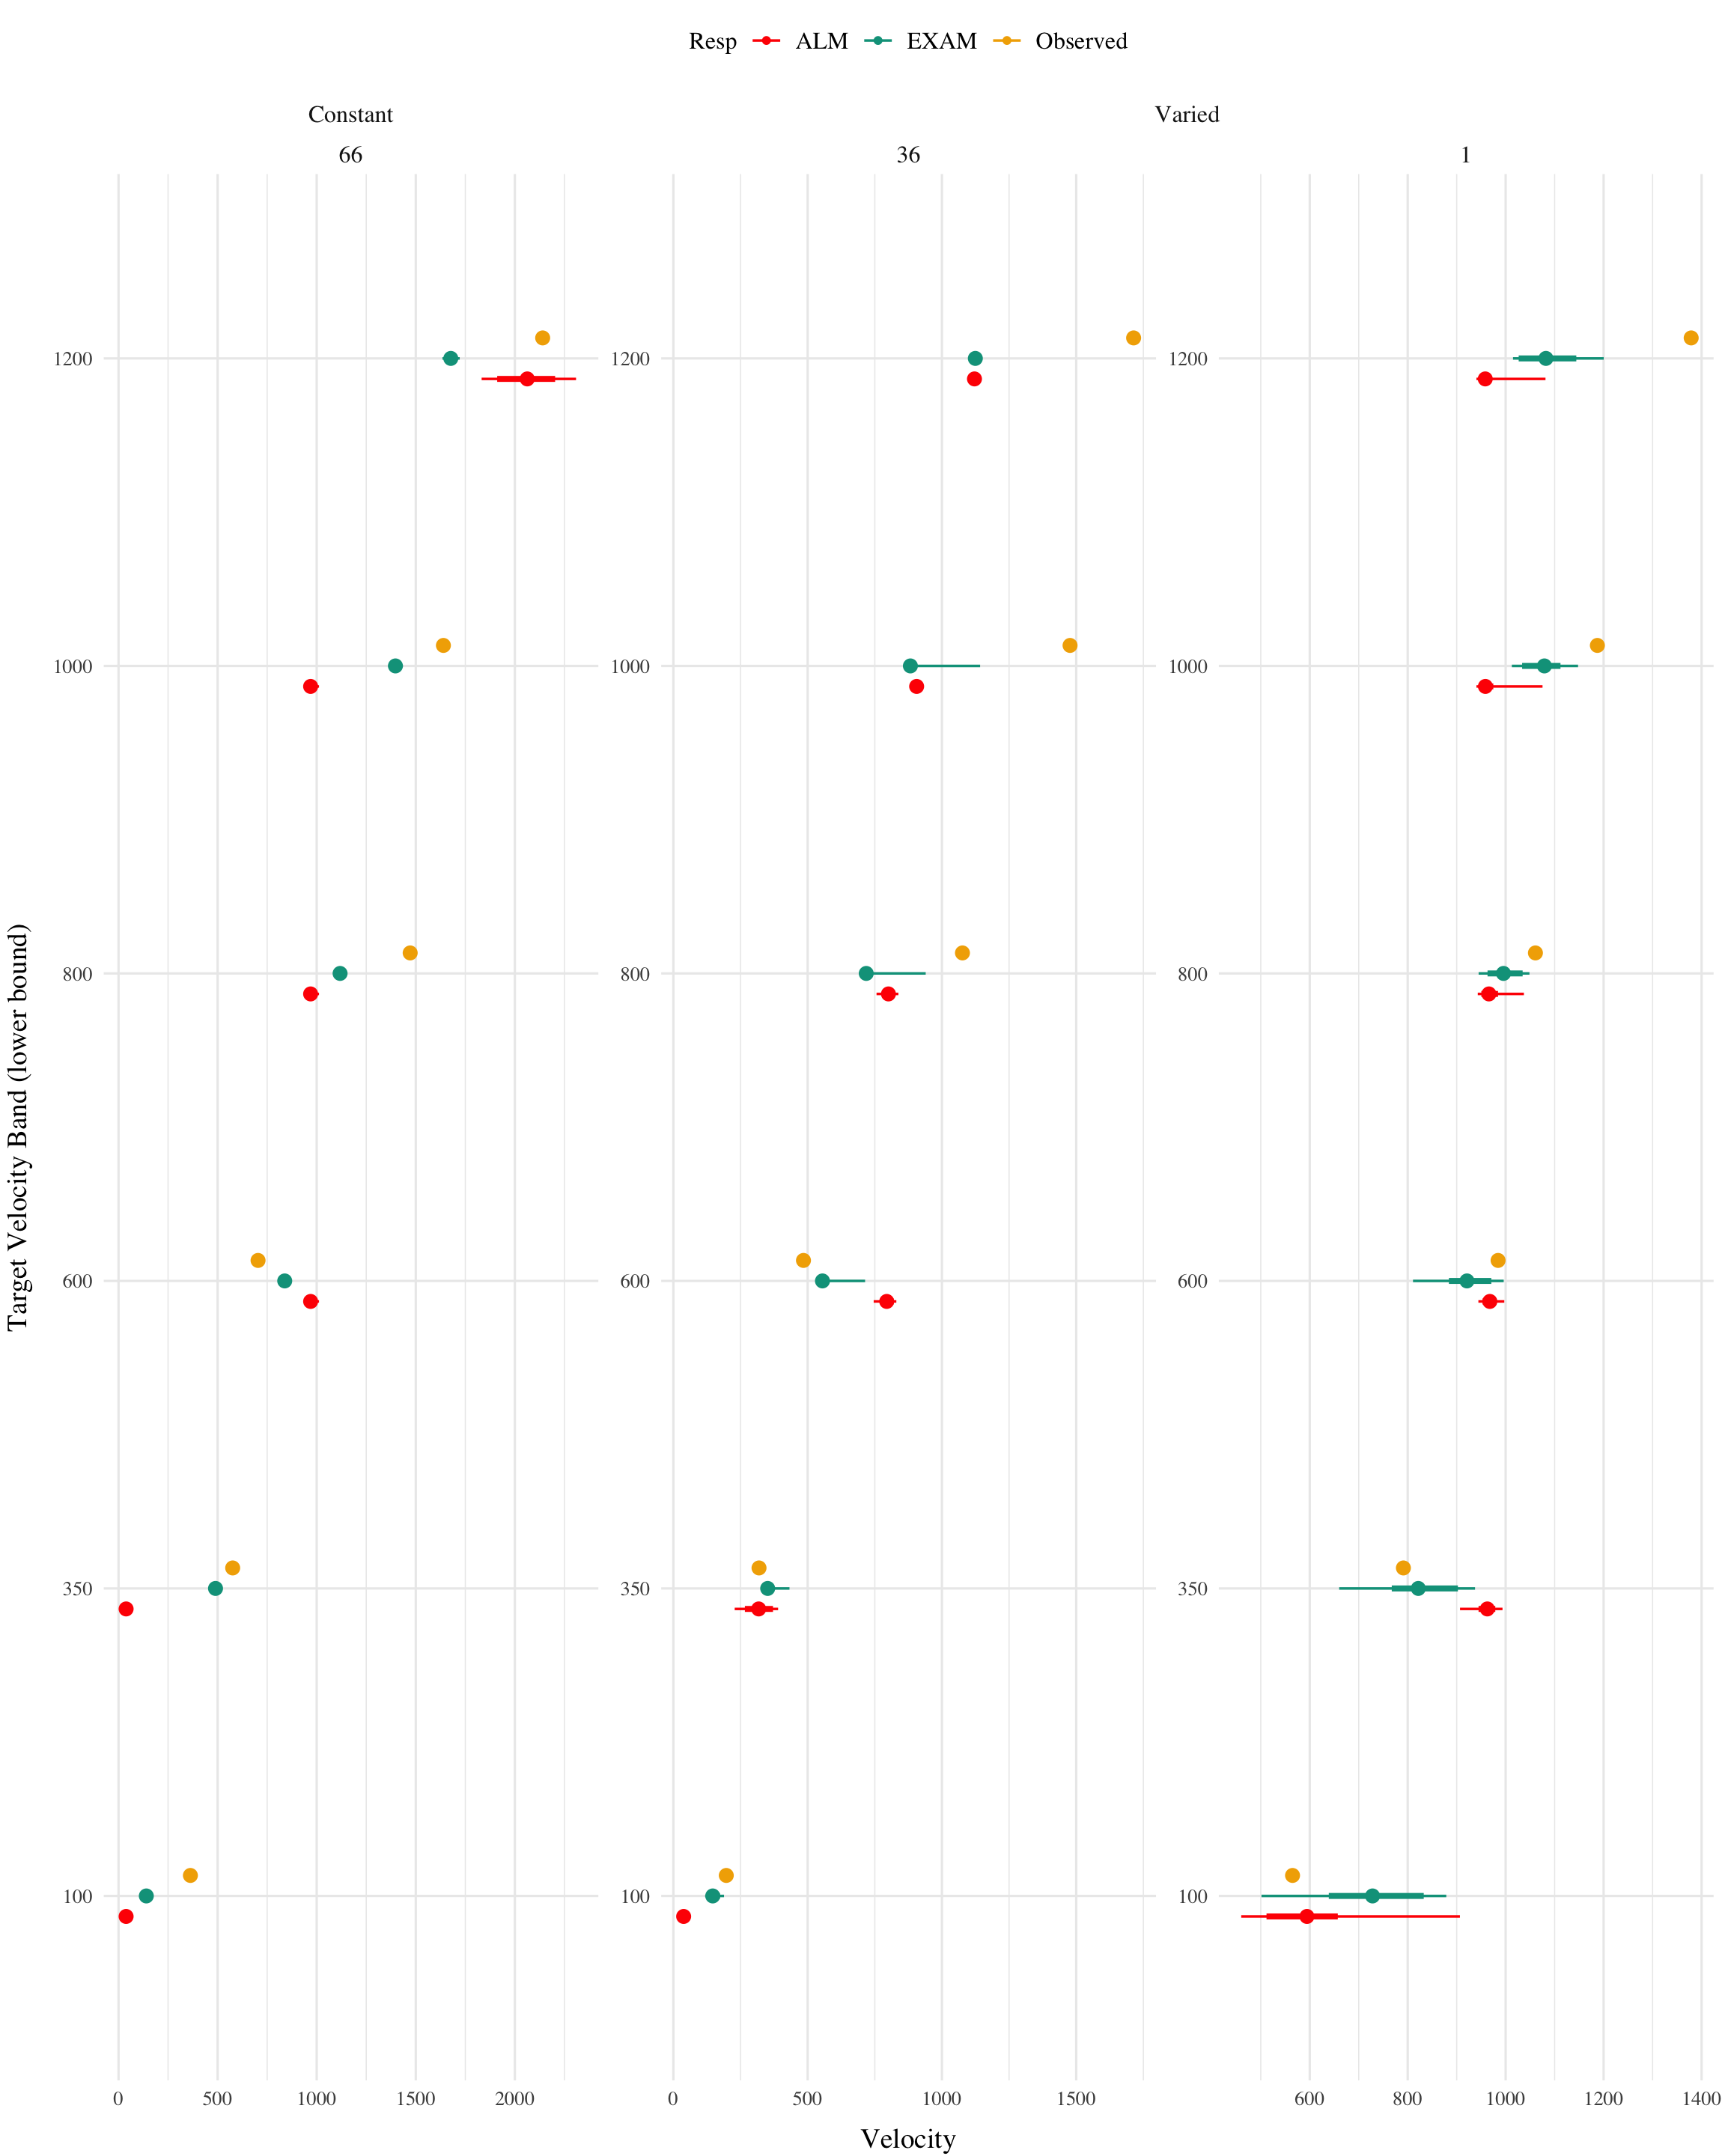 Resp ALM EXAM Observed
Constant Varied
66 36 1
1200 1200 1200
1000 1000 1000
800 800 800
600 600 600
350 350 350
100 100 100
0 500 1000 1500 2000 0 500 1000 1500 600 800 1000 1200 1400
Velocity
Target Velocity Band (lower bound)